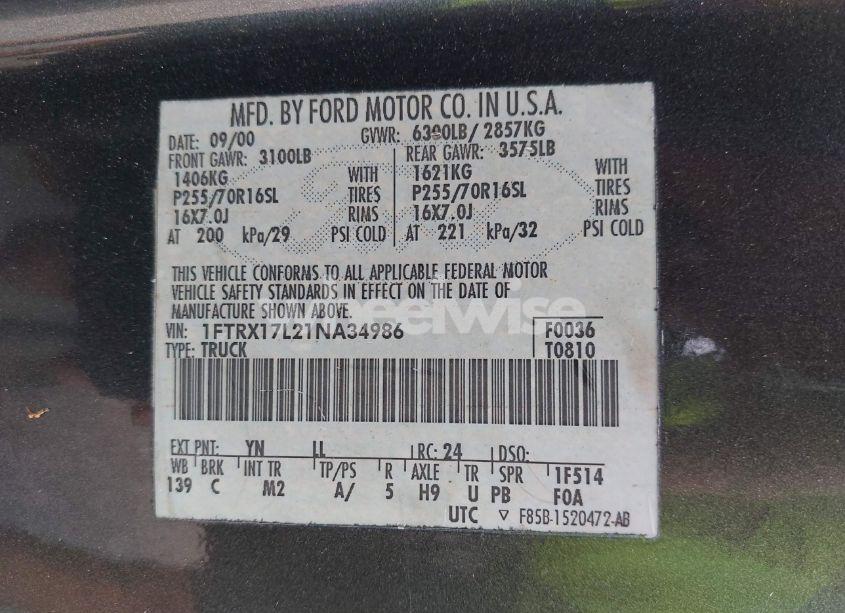 MFD. BY FORD MOTOR CO. IN U.S.A.
DATE: 09/00 GVWR: 6300LB/ 2857KG
FRONT GAWR: 3100LB REAR GAWR: 3575LB
1406KG WITH 1621KG WITH
P255/70R16SL TIRES P255/70R16SL TIRES
16X7.0J RIMS 16X7.0J RIMS
AT 200 kPa/29 PSI COLD AT 221 kPa/32 PSI COLD
THIS VEHICLE CONFORMS TO ALL APPLICABLE FEDERAL MOTOR
VEHICLE SAFETY STANDARDS IN EFFECT ON THE DATE OF
MANUFACTURE SHOWN ABOVE.
VIN: 1FTRX17L21NA34986 F0036
TYPE: TRUCK T0810
EXT PNT: YN LL RC: 24 DSO:
WB BRK INT TR TP/PS R AXLE TR SPR 1F514
139 C M2 A/ 5 H9 U PB F0A
UTC ▽ F85B-1520472-AB